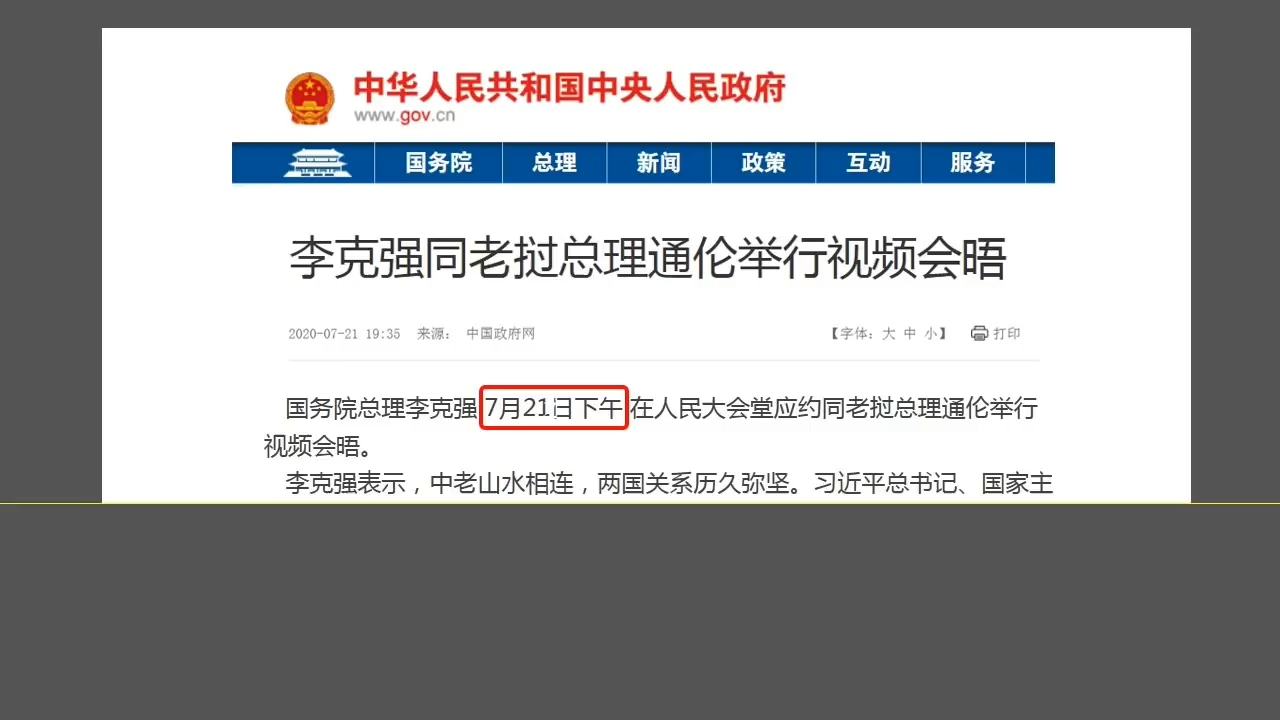 中华人民共和国中央人民政府
www.gov.cn
国务院 总理 新闻 政策 互动 服务
李克强同老挝总理通伦举行视频会晤
2020-07-21 19:35 来源： 中国政府网 【字体：大 中 小】 打印
国务院总理李克强7月21日下午在人民大会堂应约同老挝总理通伦举行
视频会晤。
李克强表示，中老山水相连，两国关系历久弥坚。习近平总书记、国家主